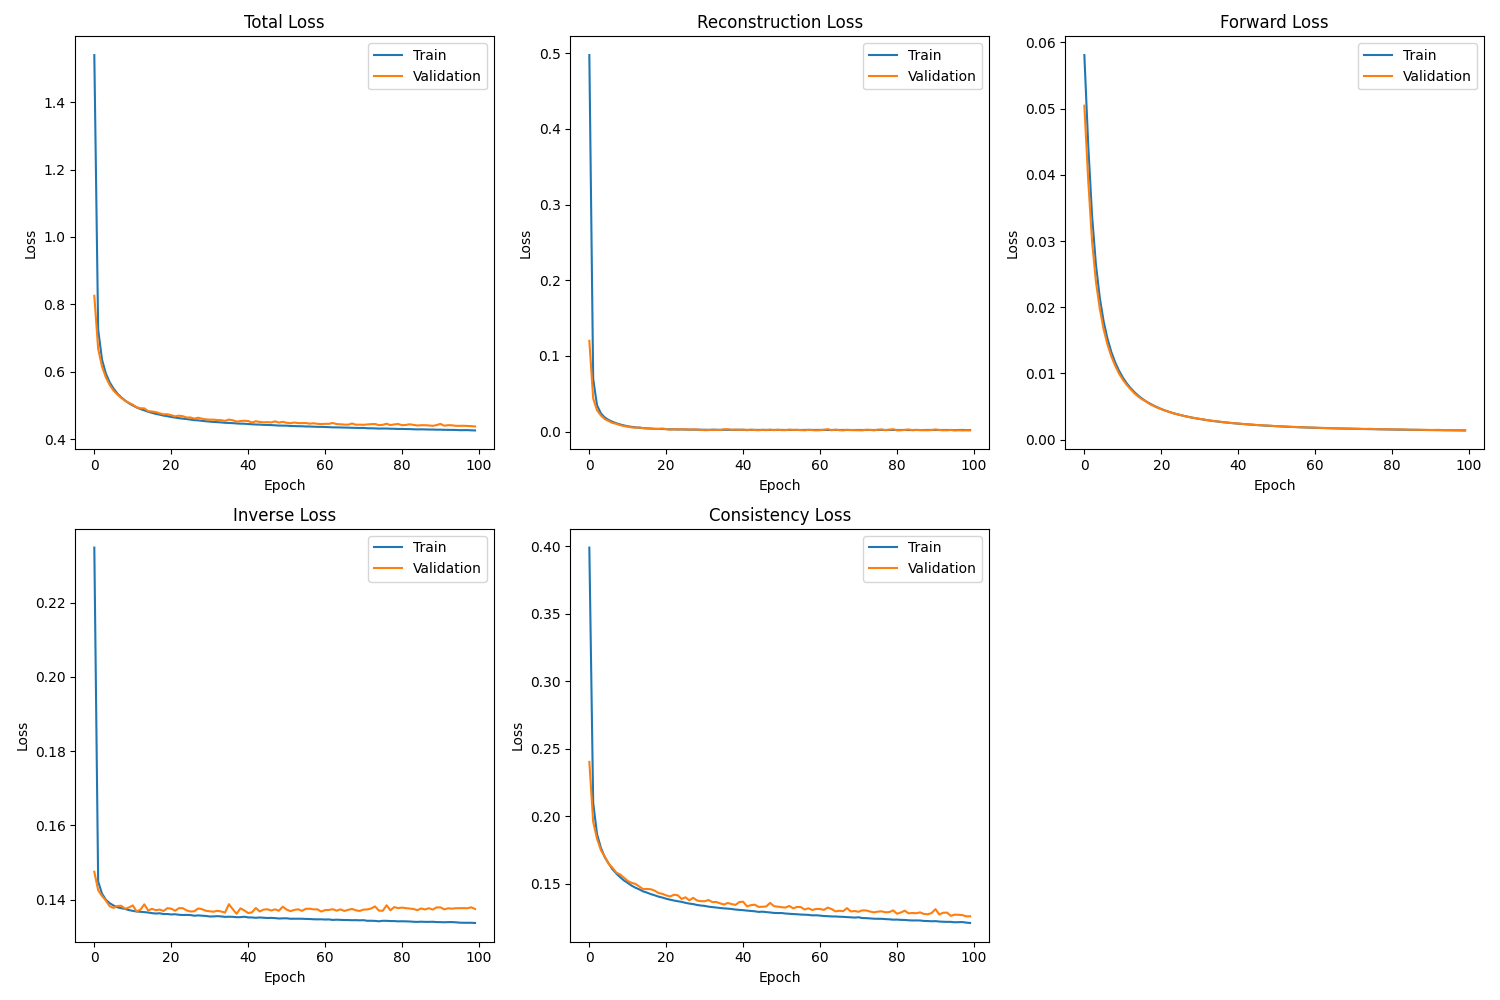 Total Loss
Train
Validation
Loss
1.4
1.2
1.0
0.8
0.6
0.4
0 20 40 60 80 100
Epoch
Reconstruction Loss
Train
Validation
Loss
0.5
0.4
0.3
0.2
0.1
0.0
0 20 40 60 80 100
Epoch
Forward Loss
Train
Validation
Loss
0.06
0.05
0.04
0.03
0.02
0.01
0.00
0 20 40 60 80 100
Epoch
Inverse Loss
Train
Validation
Loss
0.22
0.20
0.18
0.16
0.14
0 20 40 60 80 100
Epoch
Consistency Loss
Train
Validation
Loss
0.40
0.35
0.30
0.25
0.20
0.15
0 20 40 60 80 100
Epoch